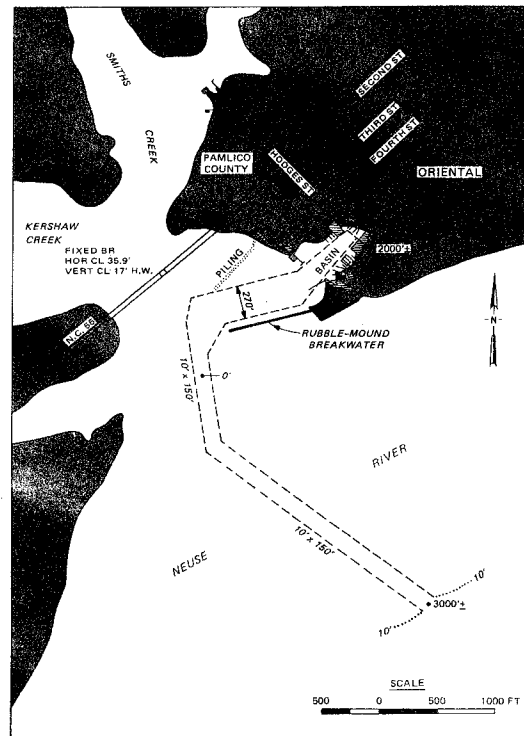 SMITHS
CREEK
SECOND ST
THIRD ST
FOURTH ST
PAMLICO
COUNTY
HODGES ST
ORIENTAL
KERSHAW
CREEK
FIXED BR
HOR CL 35.9'
VERT CL 17' H.W.
PILING
BASIN
2000'±
N.C. 55
270'
RUBBLE-MOUND
BREAKWATER
-N-
10' x 150'
0'
RIVER
NEUSE
10' x 150'
10'
3000'±
10'
SCALE
500 0 500 1000 FT